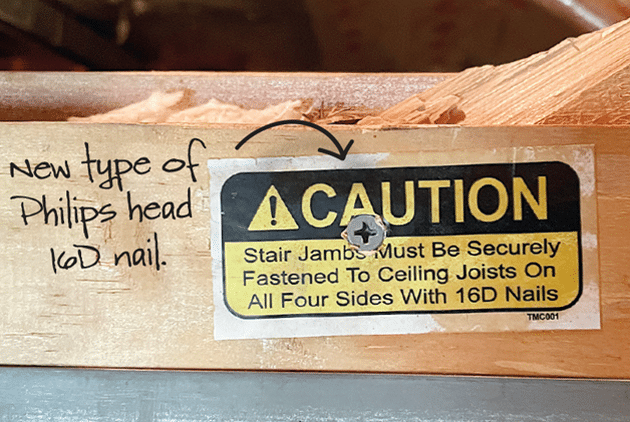 New type of
Philips head
16D nail.
CAUTION
Stair Jambs Must Be Securely
Fastened To Ceiling Joists On
All Four Sides With 16D Nails
TMC001